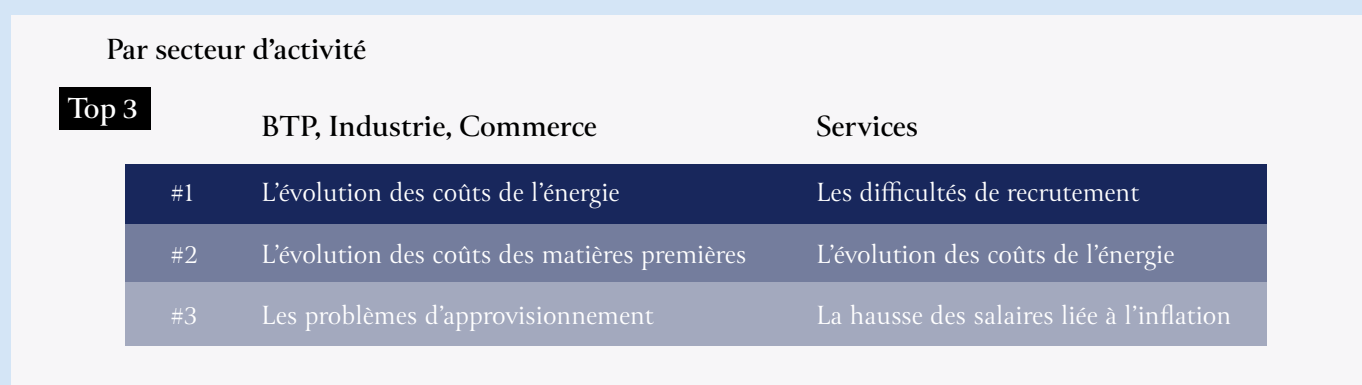 Par secteur d’activité
Top 3
BTP, Industrie, Commerce Services
#1 L’évolution des coûts de l’énergie Les difficultés de recrutement
#2 L’évolution des coûts des matières premières L’évolution des coûts de l’énergie
#3 Les problèmes d’approvisionnement La hausse des salaires liée à l’inflation